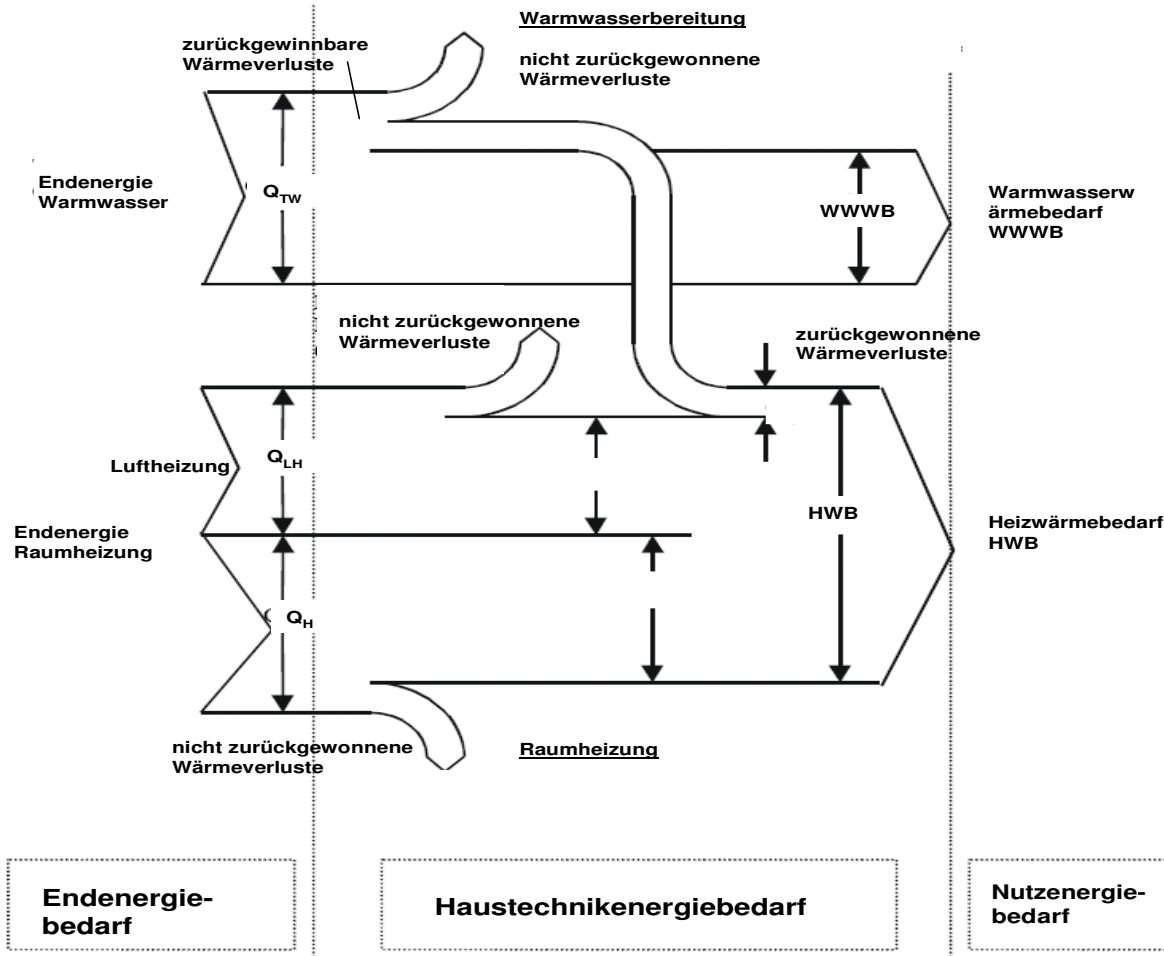 Warmwasserbereitung
zurückgewinnbare
Wärmeverluste
nicht zurückgewonnene
Wärmeverluste
Endenergie
Warmwasser
Q_TW
WWWB
Warmwasserw
ärmebedarf
WWWB
nicht zurückgewonnene
Wärmeverluste
zurückgewonnene
Wärmeverluste
Luftheizung
Q_LH
Endenergie
Raumheizung
HWB
Heizwärmebedarf
HWB
Q_H
nicht zurückgewonnene
Wärmeverluste
Raumheizung
Endenergie-
bedarf
Haustechnikenergiebedarf
Nutzenergie-
bedarf